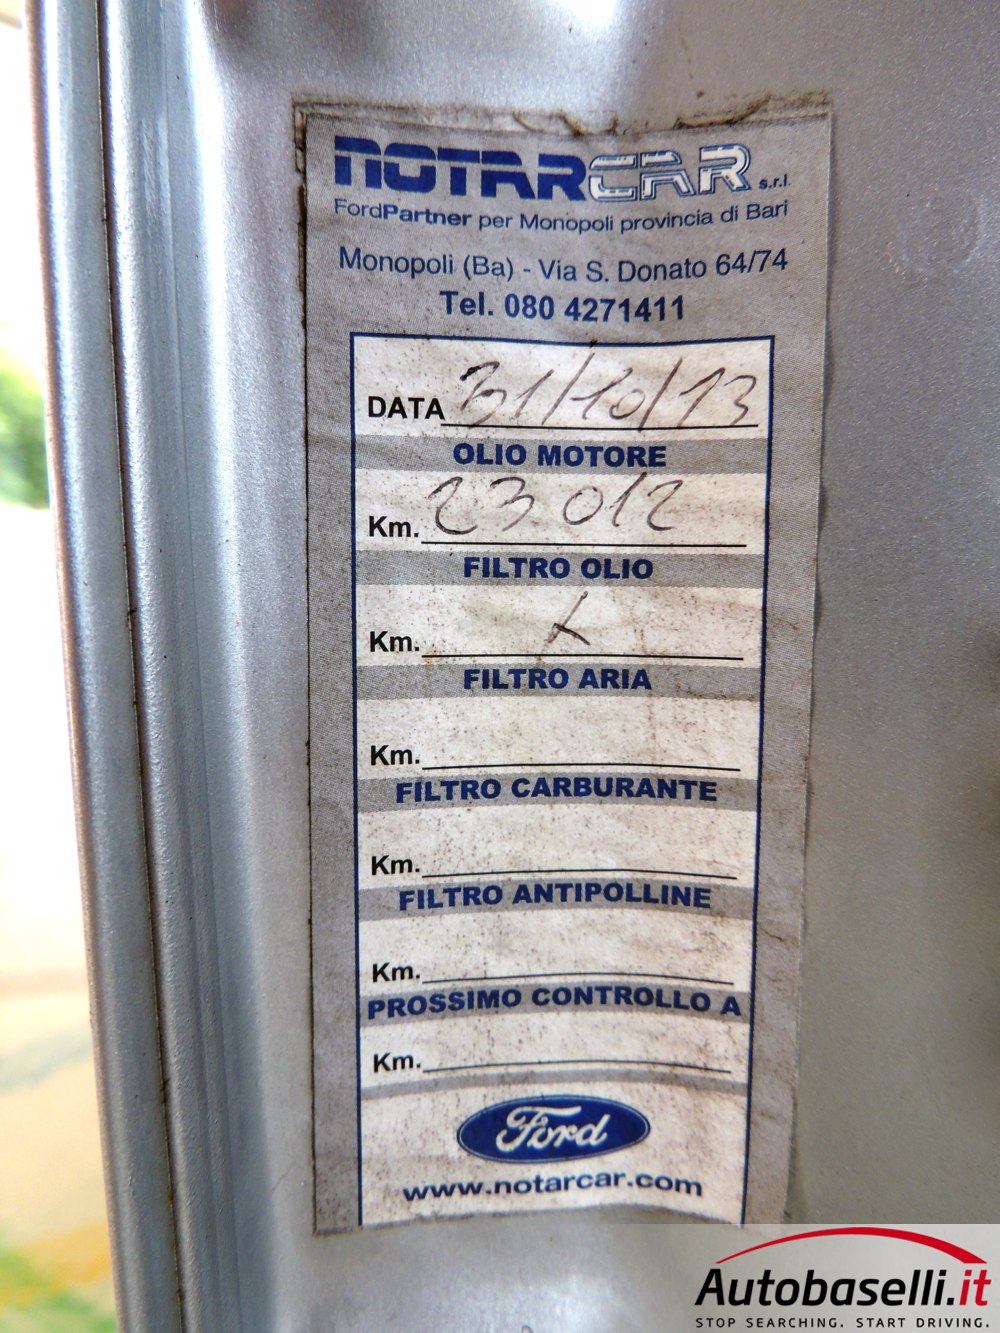 NOTARCAR s.r.l.
FordPartner per Monopoli provincia di Bari
Monopoli (Ba) - Via S. Donato 64/74
Tel. 080 4271411
DATA 31/10/13
OLIO MOTORE
Km. 23012
FILTRO OLIO
Km. X
FILTRO ARIA
Km.
FILTRO CARBURANTE
Km.
FILTRO ANTIPOLLINE
Km.
PROSSIMO CONTROLLO A
Km.
Ford
www.notarcar.com
Autobaselli.it
STOP SEARCHING. START DRIVING.